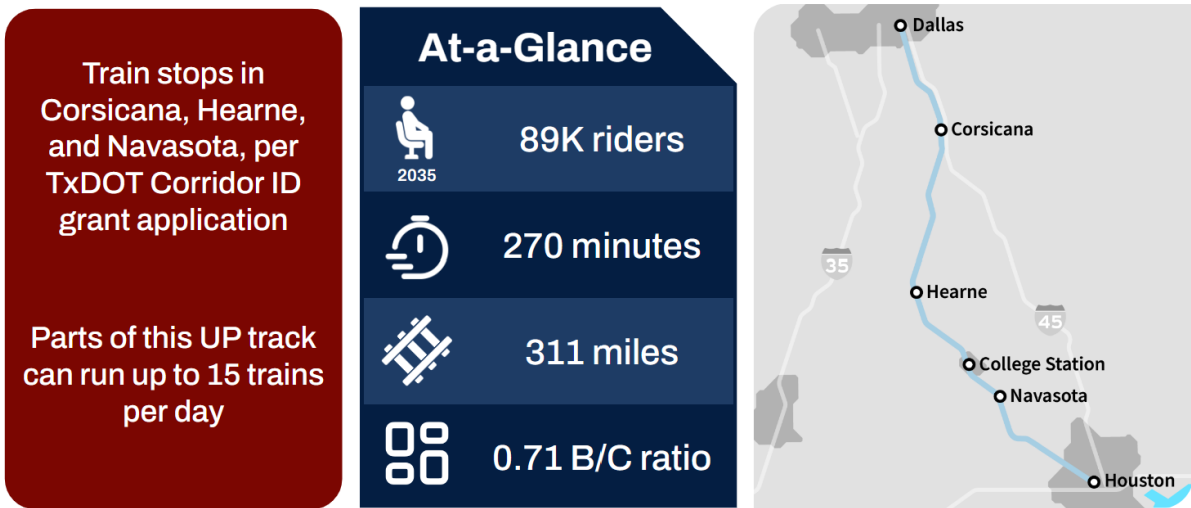 Train stops in
Corsicana, Hearne,
and Navasota, per
TxDOT Corridor ID
grant application
Parts of this UP track
can run up to 15 trains
per day
At-a-Glance
2035
89K riders
270 minutes
311 miles
0.71 B/C ratio
Dallas
Corsicana
35
Hearne
45
College Station
Navasota
Houston